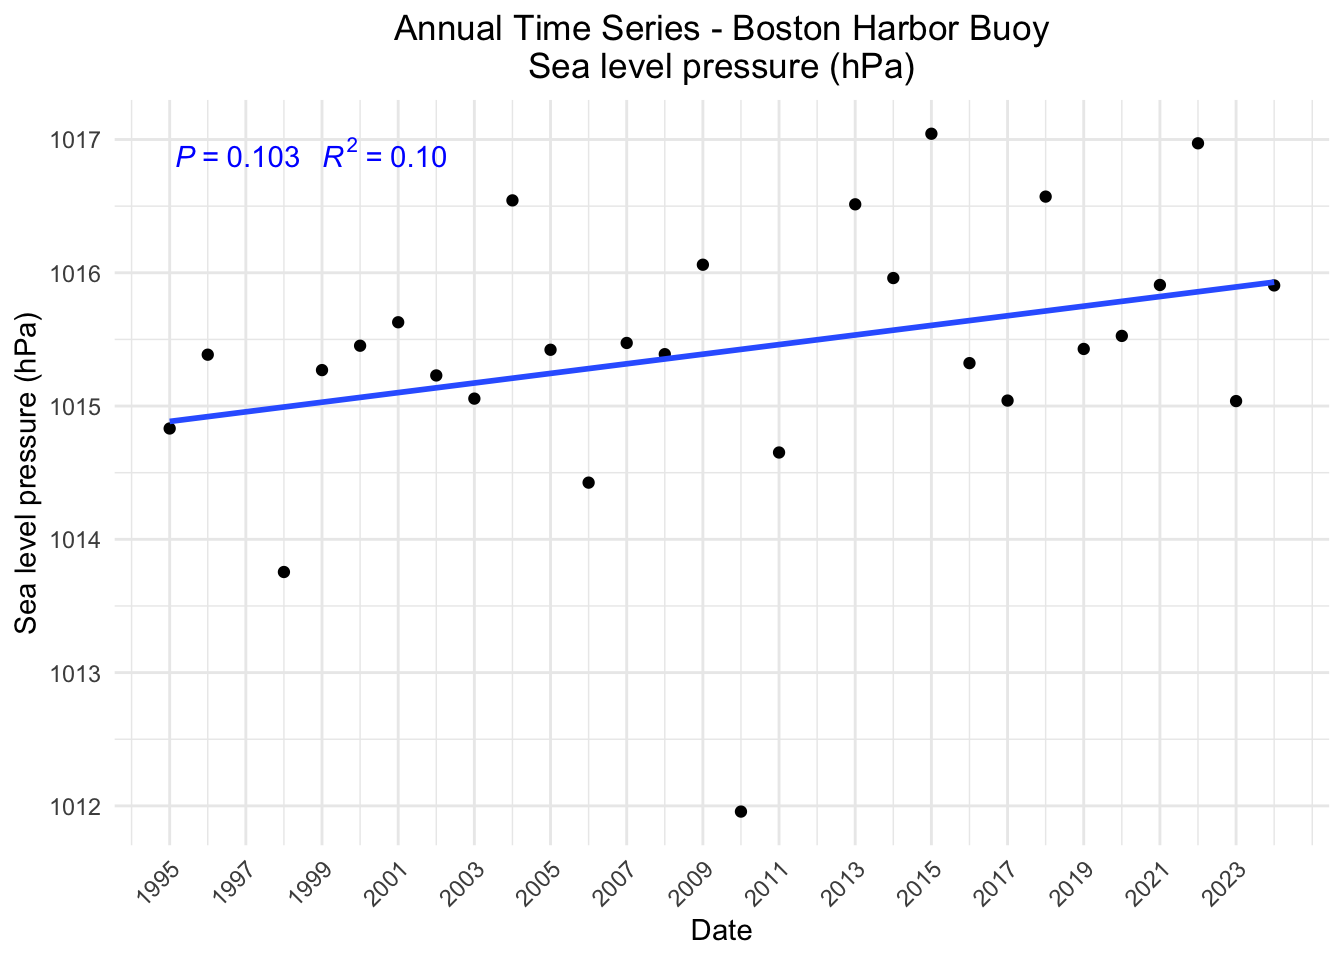 Annual Time Series - Boston Harbor Buoy
Sea level pressure (hPa)
P = 0.103 R² = 0.10
Sea level pressure (hPa)
1017
1016
1015
1014
1013
1012
1995 1997 1999 2001 2003 2005 2007 2009 2011 2013 2015 2017 2019 2021 2023
Date